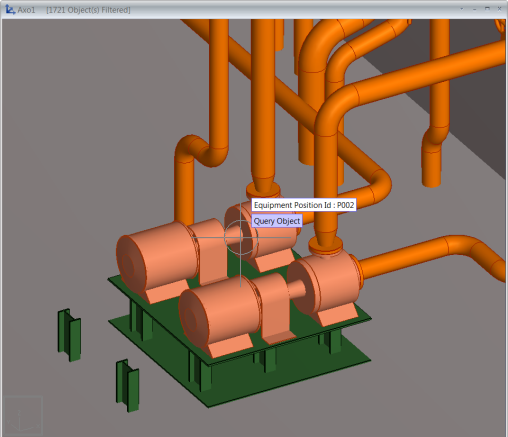 Axo1 [1721 Object(s) Filtered]
Equipment Position Id : P002
Query Object